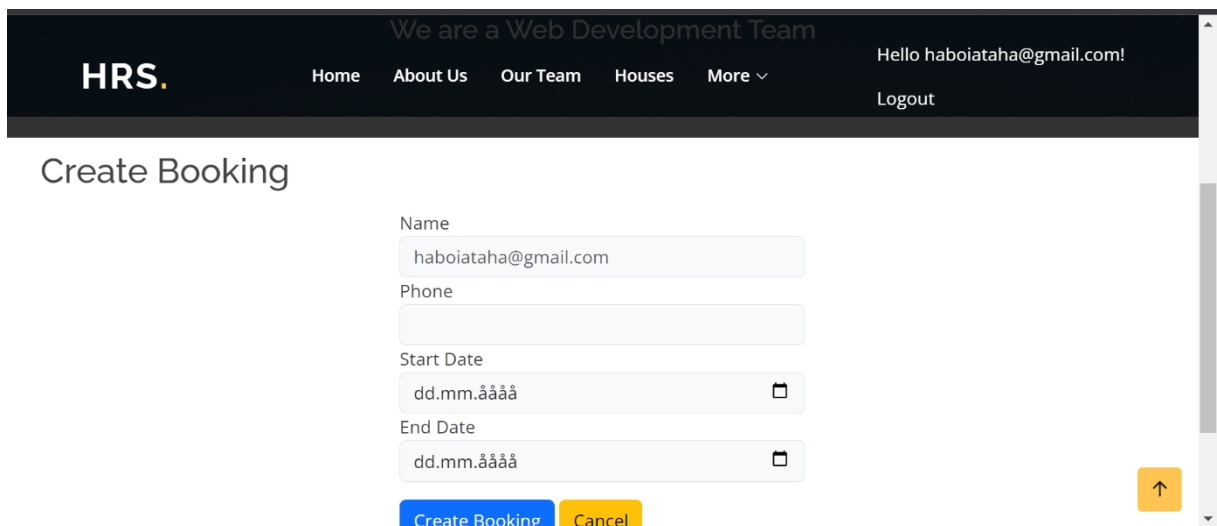 We are a Web Development Team
HRS.
Home About Us Our Team Houses More
Hello haboiataha@gmail.com!
Logout
Create Booking
Name
haboiataha@gmail.com
Phone
Start Date
dd.mm.åååå
End Date
dd.mm.åååå
Create Booking Cancel